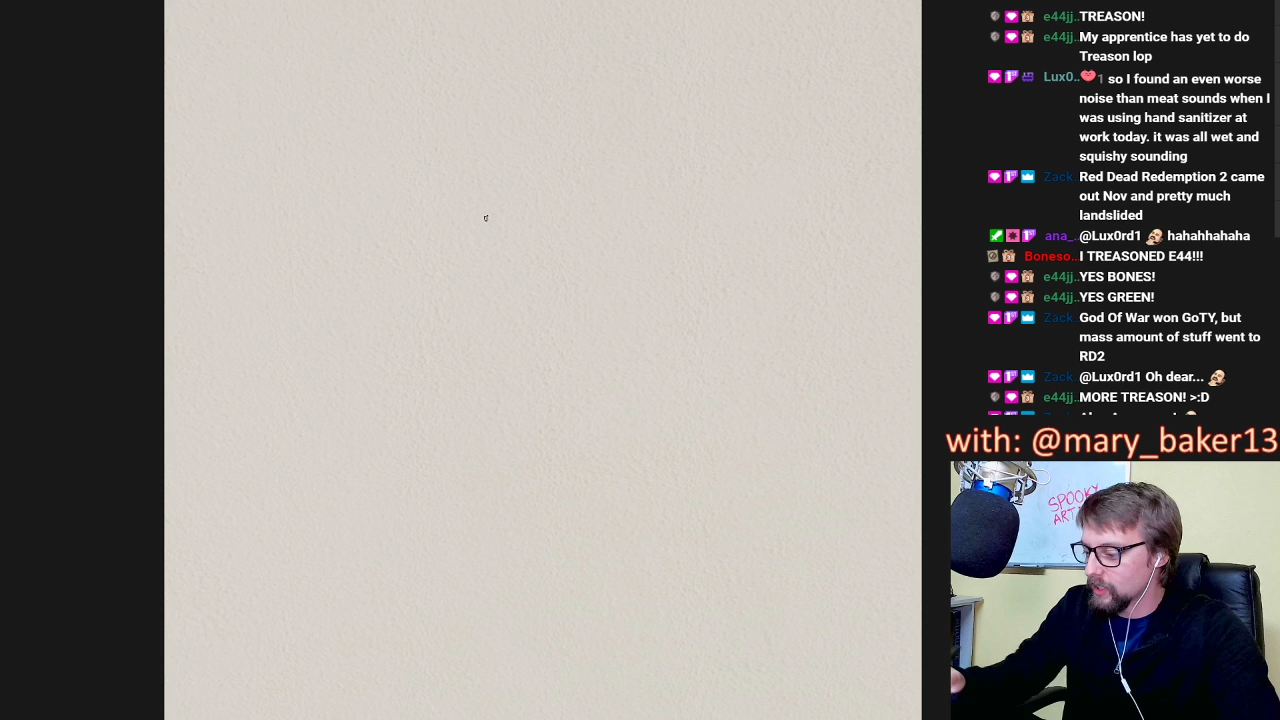 e44jj.. TREASON!
e44jj.. My apprentice has yet to do
Treason lop
Lux0.. 1 so I found an even worse
noise than meat sounds when I
was using hand sanitizer at
work today. it was all wet and
squishy sounding
Zack. Red Dead Redemption 2 came
out Nov and pretty much
landslided
ana_. @Lux0rd1 hahahhahaha
Boneso.. I TREASONED E44!!!
e44jj.. YES BONES!
e44jj.. YES GREEN!
Zack. God Of War won GoTY, but
mass amount of stuff went to
RD2
Zack. @Lux0rd1 Oh dear...
e44jj.. MORE TREASON! >:D
with: @mary_baker13
SPOOKY